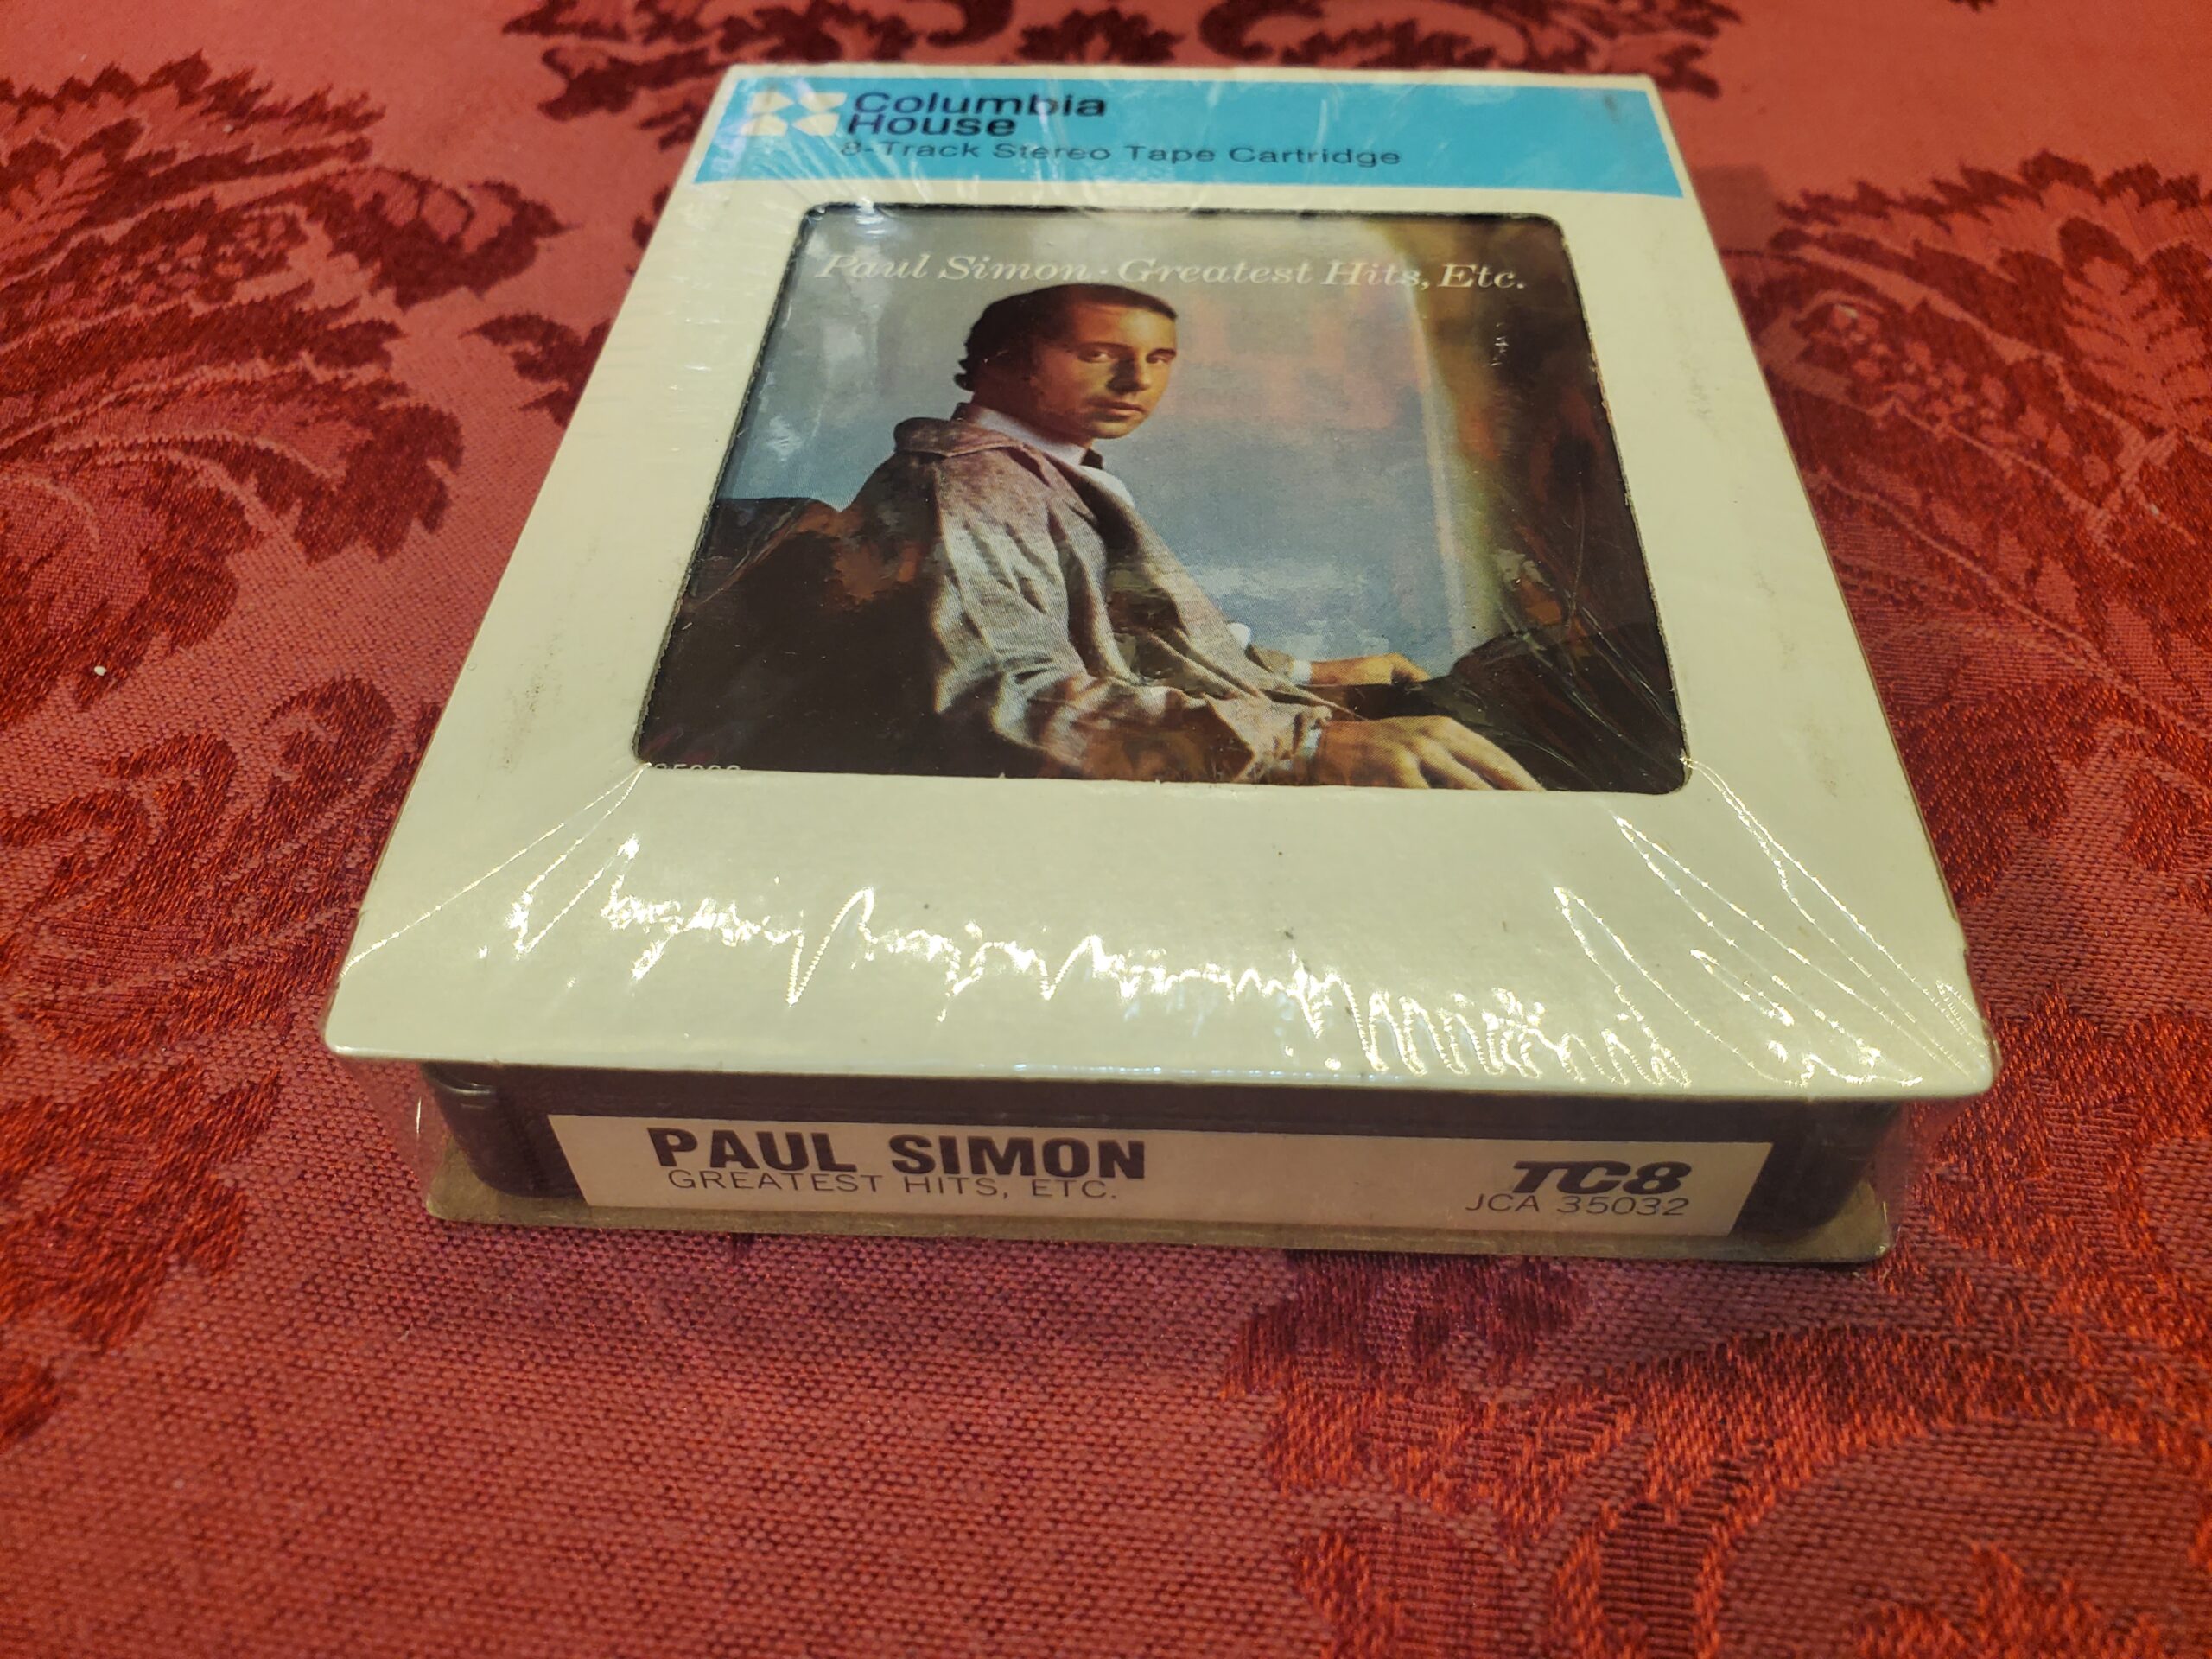 Columbia
House
8-Track Stereo Tape Cartridge
Paul Simon · Greatest Hits, Etc.
PAUL SIMON
GREATEST HITS, ETC.
TC8
JCA 35032